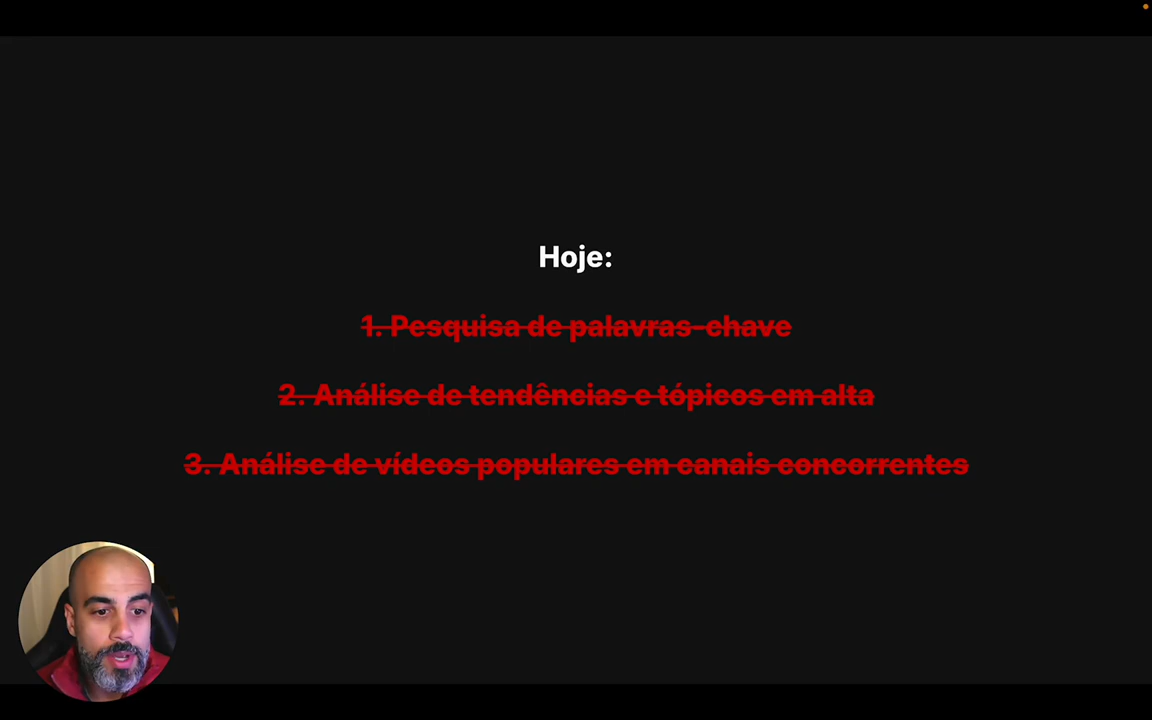 Hoje:
1. Pesquisa de palavras-chave
2. Análise de tendências e tópicos em alta
3. Análise de vídeos populares em canais concorrentes